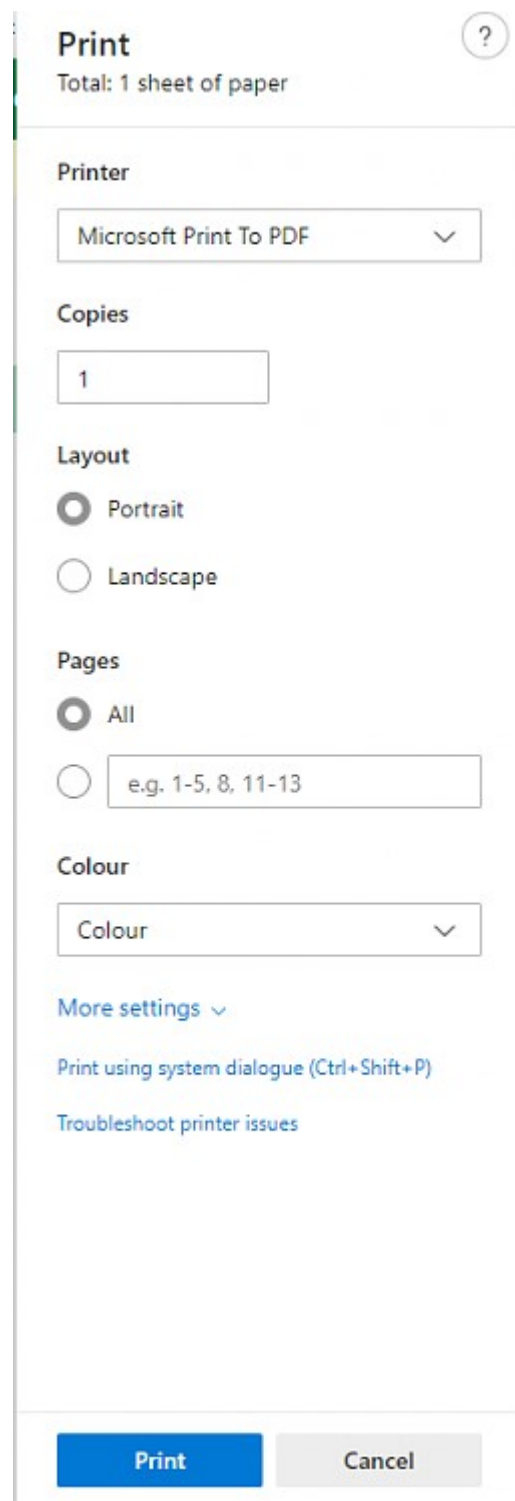 Print
?
Total: 1 sheet of paper
Printer
Microsoft Print To PDF
Copies
1
Layout
Portrait
Landscape
Pages
All
e.g. 1-5, 8, 11-13
Colour
Colour
More settings
Print using system dialogue (Ctrl+Shift+P)
Troubleshoot printer issues
Print Cancel